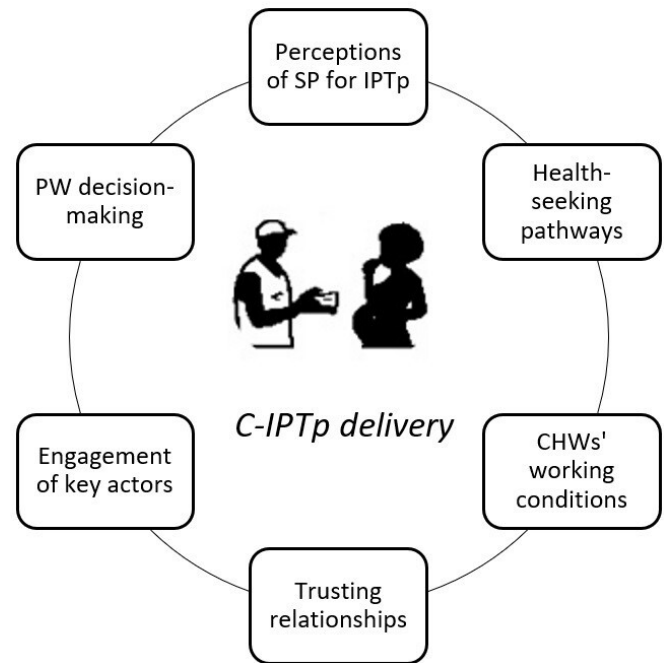 Perceptions
of SP for IPTp
PW decision-
making
Health-
seeking
pathways
C-IPTp delivery
Engagement
of key actors
CHWs'
working
conditions
Trusting
relationships